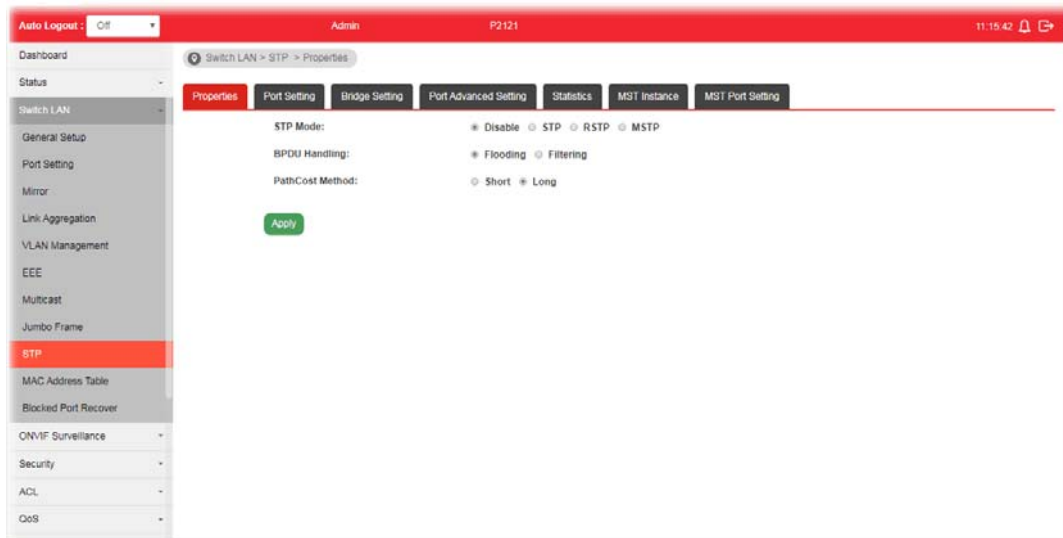 Auto Logout : Off Admin P2121 11:15:42
Dashboard
Status
Switch LAN
General Setup
Port Setting
Mirror
Link Aggregation
VLAN Management
EEE
Multicast
Jumbo Frame
STP
MAC Address Table
Blocked Port Recover
ONVIF Surveillance
Security
ACL
QoS
Switch LAN > STP > Properties
Properties Port Setting Bridge Setting Port Advanced Setting Statistics MST Instance MST Port Setting
STP Mode: Disable STP RSTP MSTP
BPDU Handling: Flooding Filtering
PathCost Method: Short Long
Apply